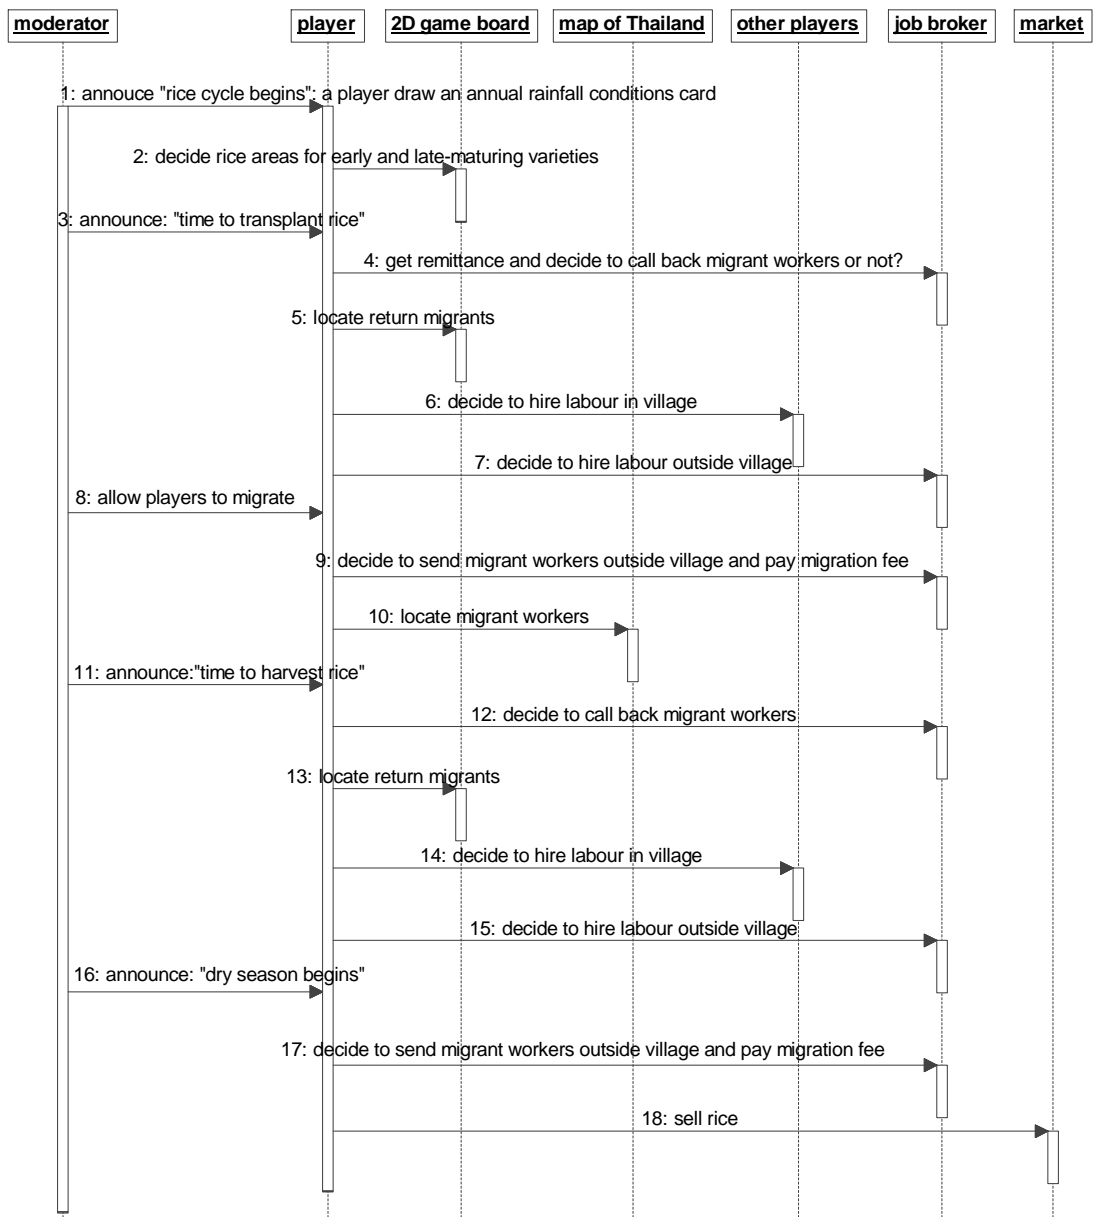 moderator
player
2D game board
map of Thailand
other players
job broker
market
1: annouce "rice cycle begins": a player draw an annual rainfall conditions card
2: decide rice areas for early and late-maturing varieties
3: announce: "time to transplant rice"
4: get remittance and decide to call back migrant workers or not?
5: locate return migrants
6: decide to hire labour in village
7: decide to hire labour outside village
8: allow players to migrate
9: decide to send migrant workers outside village and pay migration fee
10: locate migrant workers
11: announce:"time to harvest rice"
12: decide to call back migrant workers
13: locate return migrants
14: decide to hire labour in village
15: decide to hire labour outside village
16: announce: "dry season begins"
17: decide to send migrant workers outside village and pay migration fee
18: sell rice